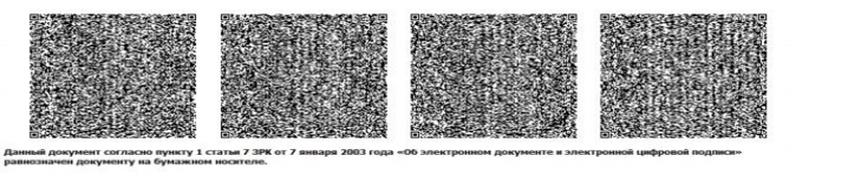 Данный документ согласно пункту 1 статьи 7 ЗРК от 7 января 2003 года «Об электронном документе и электронной цифровой подписи»
равнозначен документу на бумажном носителе.